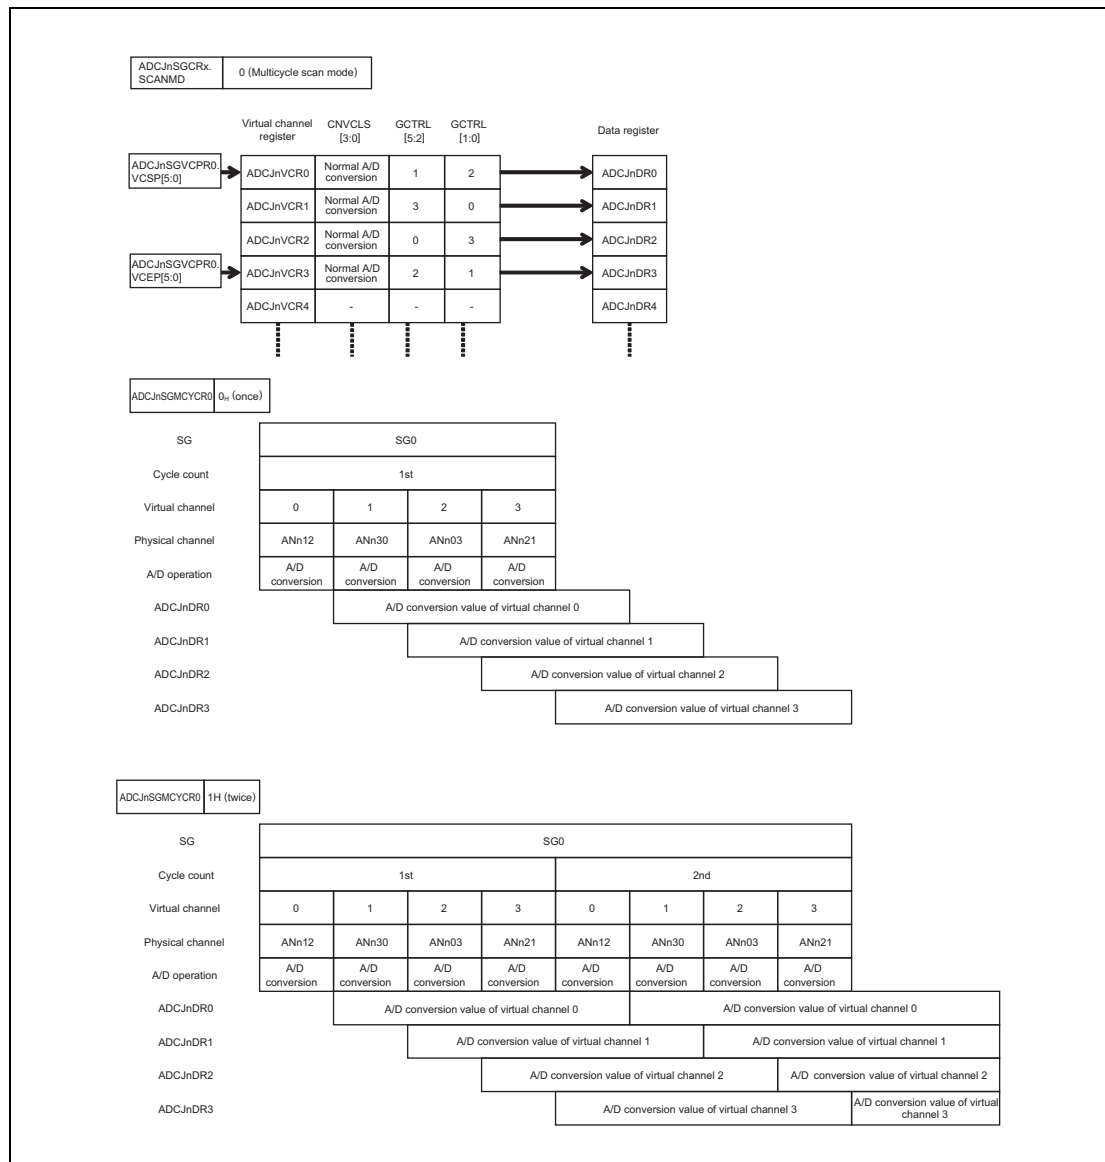 ADCJnSGCRx.
SCANMD
0 (Multicycle scan mode)
Virtual channel
register
CNVCLS
[3:0]
GCTRL
[5:2]
GCTRL
[1:0]
Data register
ADCJnSGVCPR0.
VCSP[5:0]
ADCJnVCR0
Normal A/D
conversion
1
2
ADCJnDR0
ADCJnVCR1
Normal A/D
conversion
3
0
ADCJnDR1
ADCJnVCR2
Normal A/D
conversion
0
3
ADCJnDR2
ADCJnSGVCPR0.
VCEP[5:0]
ADCJnVCR3
Normal A/D
conversion
2
1
ADCJnDR3
ADCJnVCR4
-
-
-
ADCJnDR4
ADCJnSGMCYCR0
0H (once)
SG
SG0
Cycle count
1st
Virtual channel
0
1
2
3
Physical channel
ANn12
ANn30
ANn03
ANn21
A/D operation
A/D
conversion
A/D
conversion
A/D
conversion
A/D
conversion
ADCJnDR0
A/D conversion value of virtual channel 0
ADCJnDR1
A/D conversion value of virtual channel 1
ADCJnDR2
A/D conversion value of virtual channel 2
ADCJnDR3
A/D conversion value of virtual channel 3
ADCJnSGMCYCR0
1H (twice)
SG
SG0
Cycle count
1st
2nd
Virtual channel
0
1
2
3
0
1
2
3
Physical channel
ANn12
ANn30
ANn03
ANn21
ANn12
ANn30
ANn03
ANn21
A/D operation
A/D
conversion
A/D
conversion
A/D
conversion
A/D
conversion
A/D
conversion
A/D
conversion
A/D
conversion
A/D
conversion
ADCJnDR0
A/D conversion value of virtual channel 0
A/D conversion value of virtual channel 0
ADCJnDR1
A/D conversion value of virtual channel 1
A/D conversion value of virtual channel 1
ADCJnDR2
A/D conversion value of virtual channel 2
A/D conversion value of virtual channel 2
ADCJnDR3
A/D conversion value of virtual channel 3
A/D conversion value of virtual
channel 3